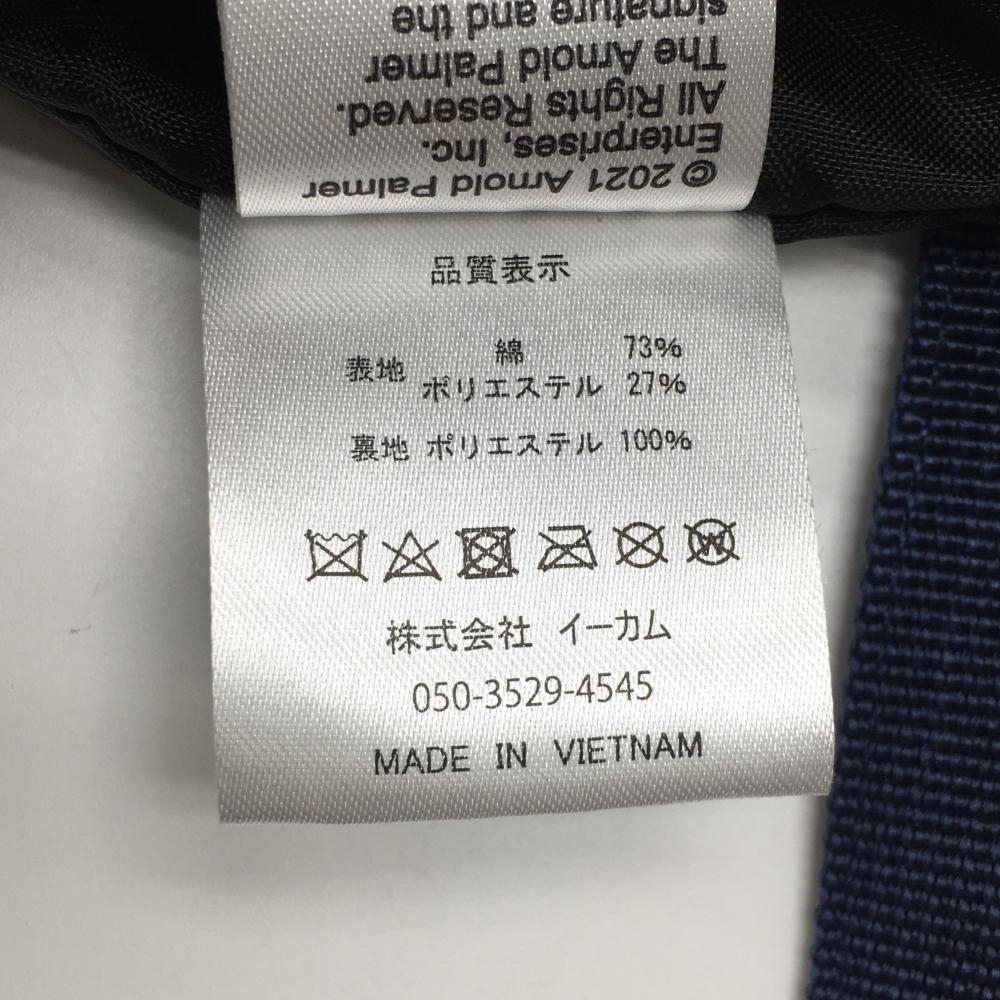 © 2021 Arnold Palmer
Enterprises, Inc.
All Rights Reserved.
The Arnold Palmer
signature and the
品質表示
表地 綿 73%
ポリエステル 27%
裏地 ポリエステル 100%
W
株式会社 イーカム
050-3529-4545
MADE IN VIETNAM